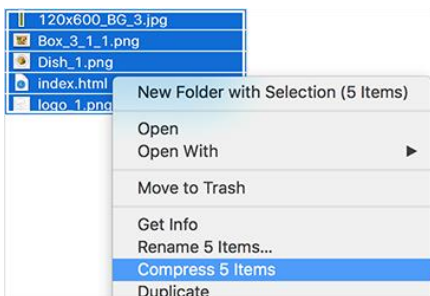 120x600_BG_3.jpg
Box_3_1_1.png
Dish_1.png
index.html
logo_1.png
New Folder with Selection (5 Items)
Open
Open With
Move to Trash
Get Info
Rename 5 Items...
Compress 5 Items
Duplicate